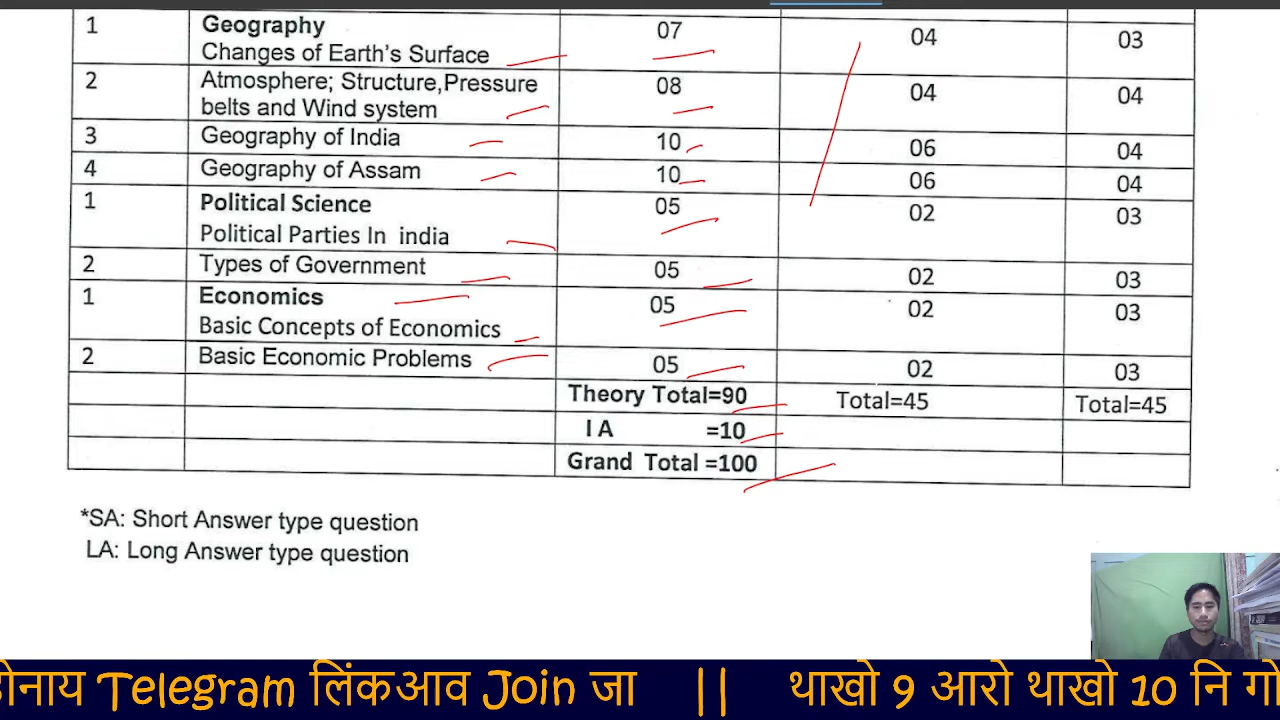 1 Geography 07 04 03
Changes of Earth's Surface
2 Atmosphere; Structure,Pressure 08 04 04
belts and Wind system
3 Geography of India 10 06 04
4 Geography of Assam 10 06 04
1 Political Science 05 02 03
Political Parties In india
2 Types of Government 05 02 03
1 Economics 05 02 03
Basic Concepts of Economics
2 Basic Economic Problems 05 02 03
Theory Total=90 Total=45 Total=45
I A =10
Grand Total =100
*SA: Short Answer type question
LA: Long Answer type question
Telegram लिंकआव Join जा || थाखो 9 आरो थाखो 10 नि